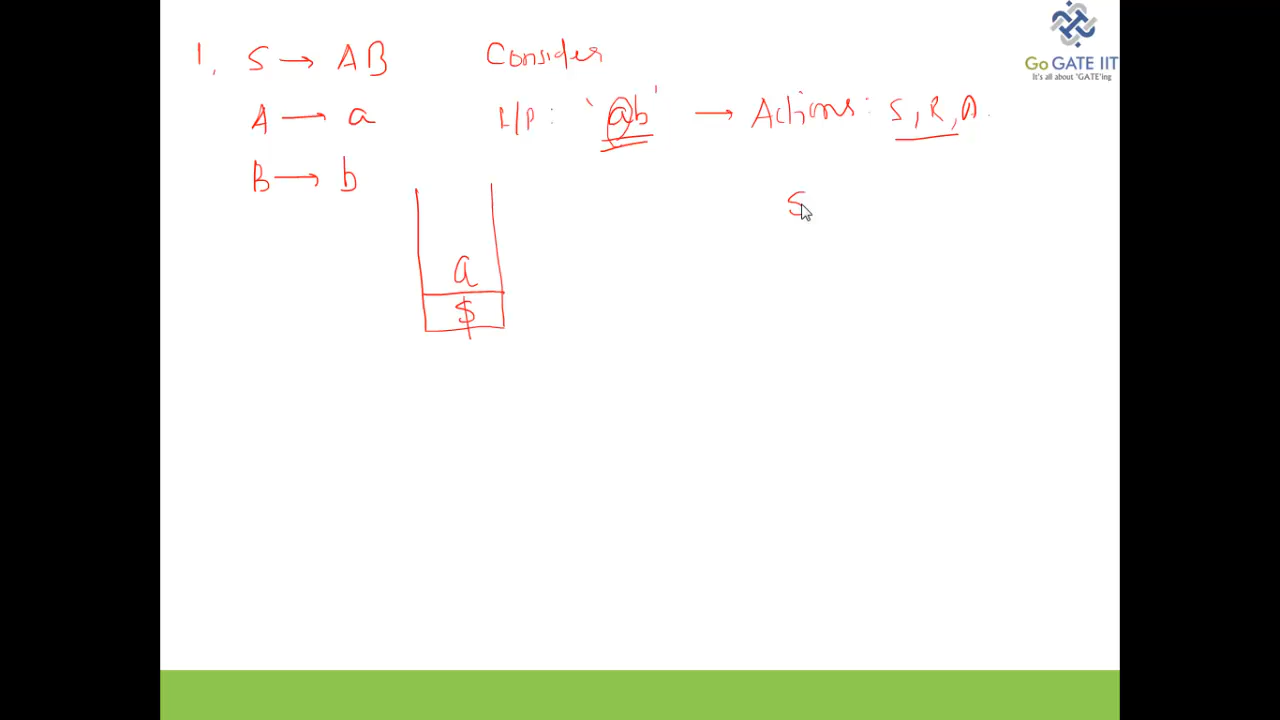 1, S → AB Consider
A → a I/P : 'ab' → Actions : S, R, A.
B → b
S
a
$
Go GATE IIT
It's all about 'GATE'ing